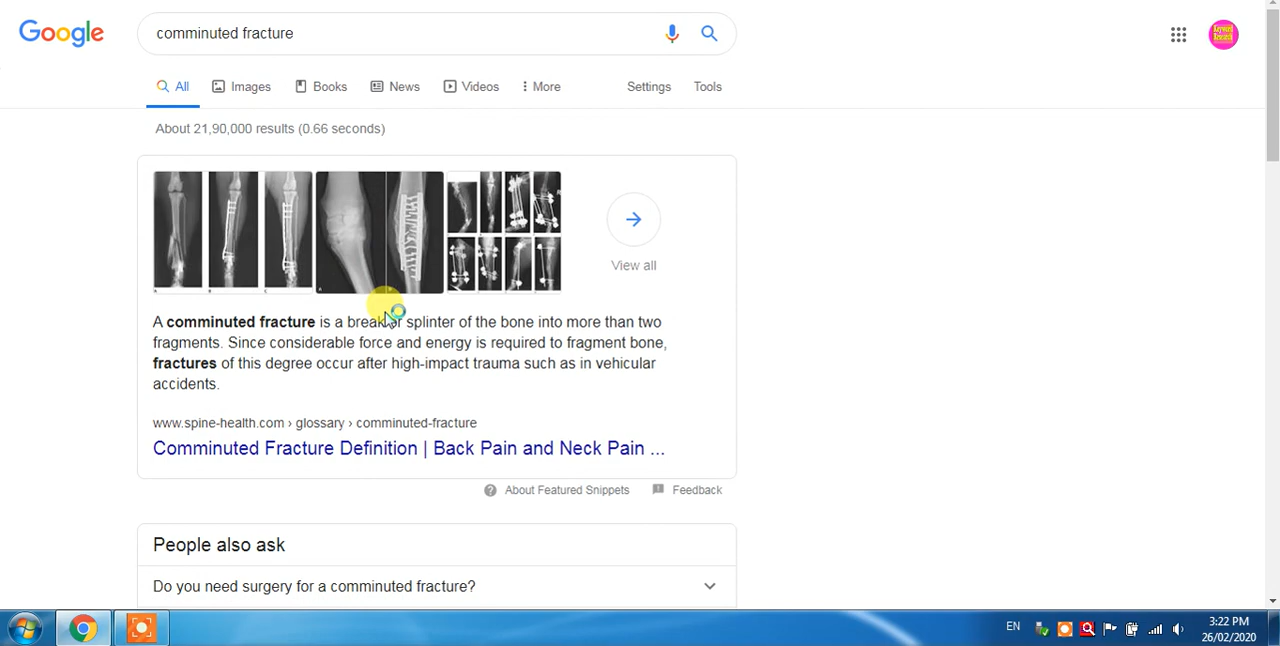 Google
comminuted fracture
Keyword
Research
All Images Books News Videos More Settings Tools
About 21,90,000 results (0.66 seconds)
View all
A comminuted fracture is a break or splinter of the bone into more than two
fragments. Since considerable force and energy is required to fragment bone,
fractures of this degree occur after high-impact trauma such as in vehicular
accidents.
www.spine-health.com › glossary › comminuted-fracture
Comminuted Fracture Definition | Back Pain and Neck Pain ...
About Featured Snippets Feedback
People also ask
Do you need surgery for a comminuted fracture?
EN
3:22 PM
26/02/2020